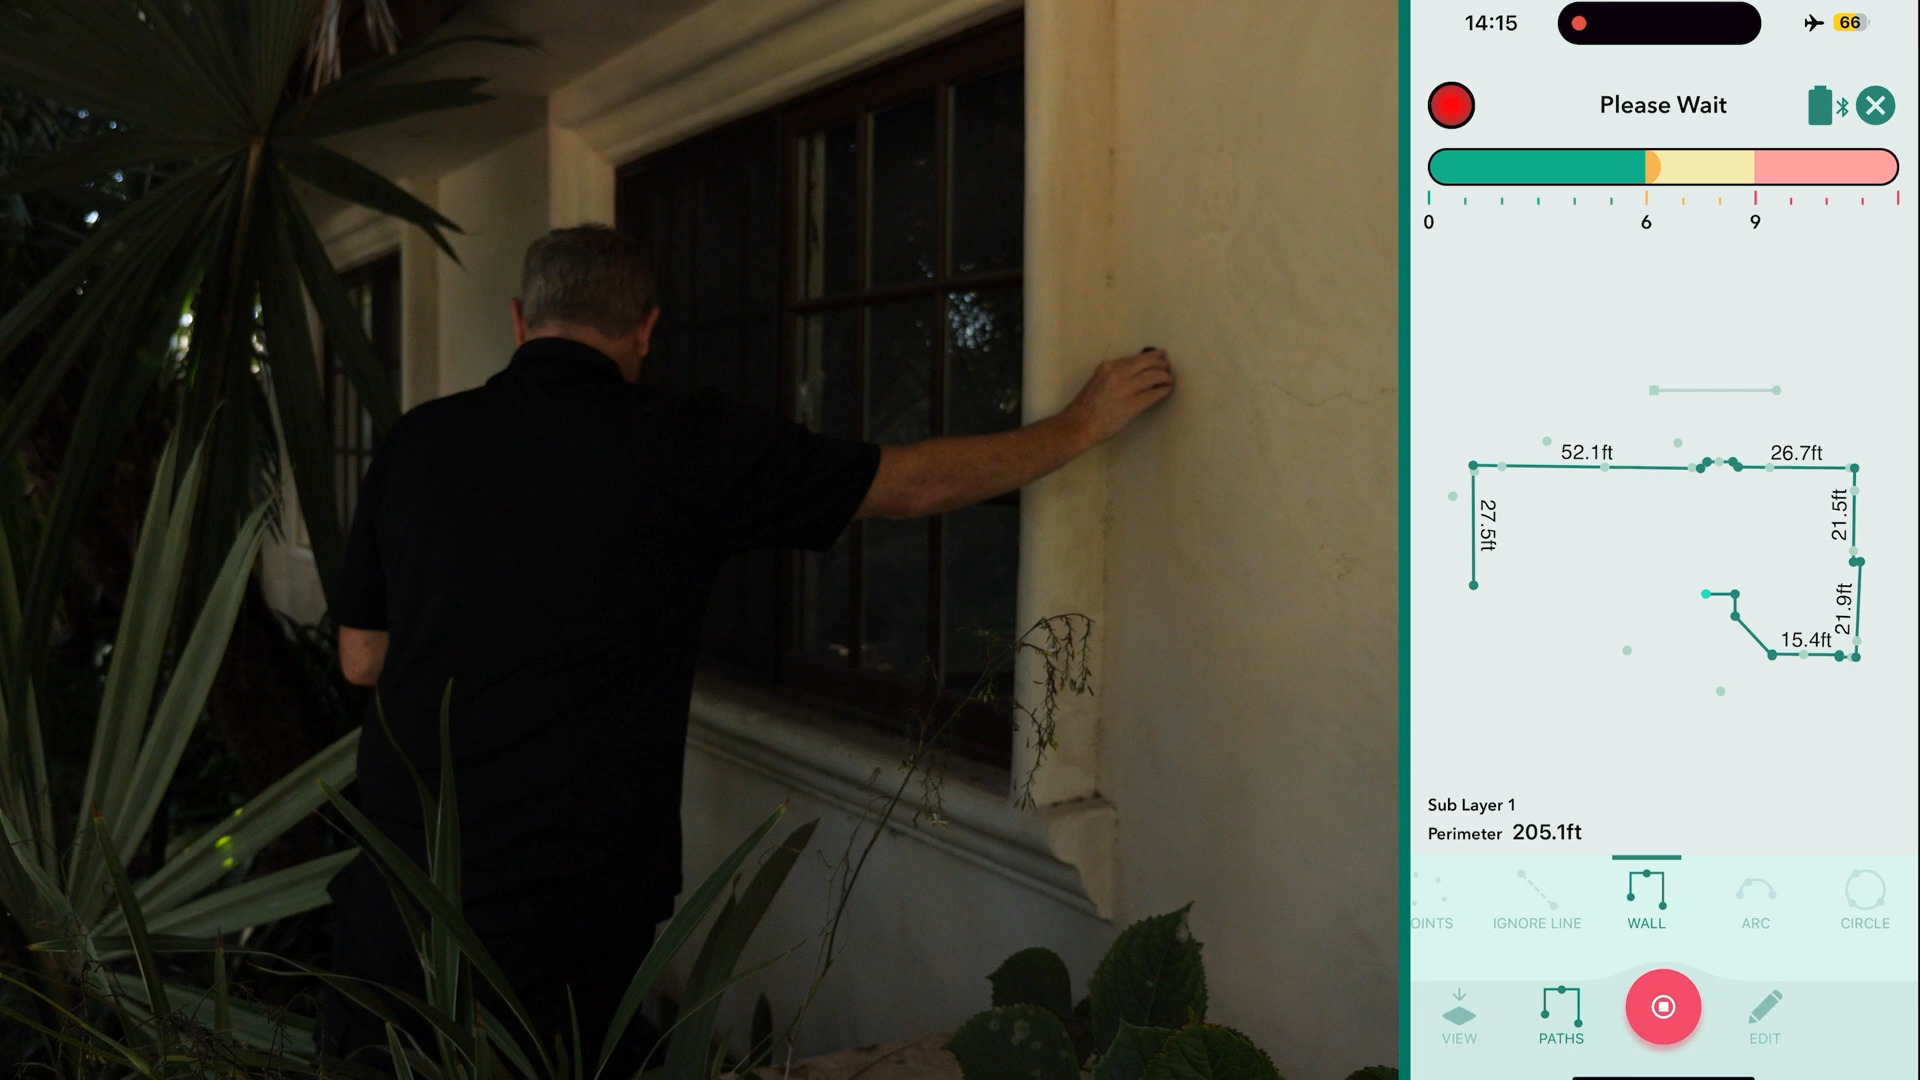 14:15
66
Please Wait
0
6
9
52.1ft
26.7ft
27.5ft
21.5ft
21.9ft
15.4ft
Sub Layer 1
Perimeter 205.1ft
OINTS
IGNORE LINE
WALL
ARC
CIRCLE
VIEW
PATHS
EDIT